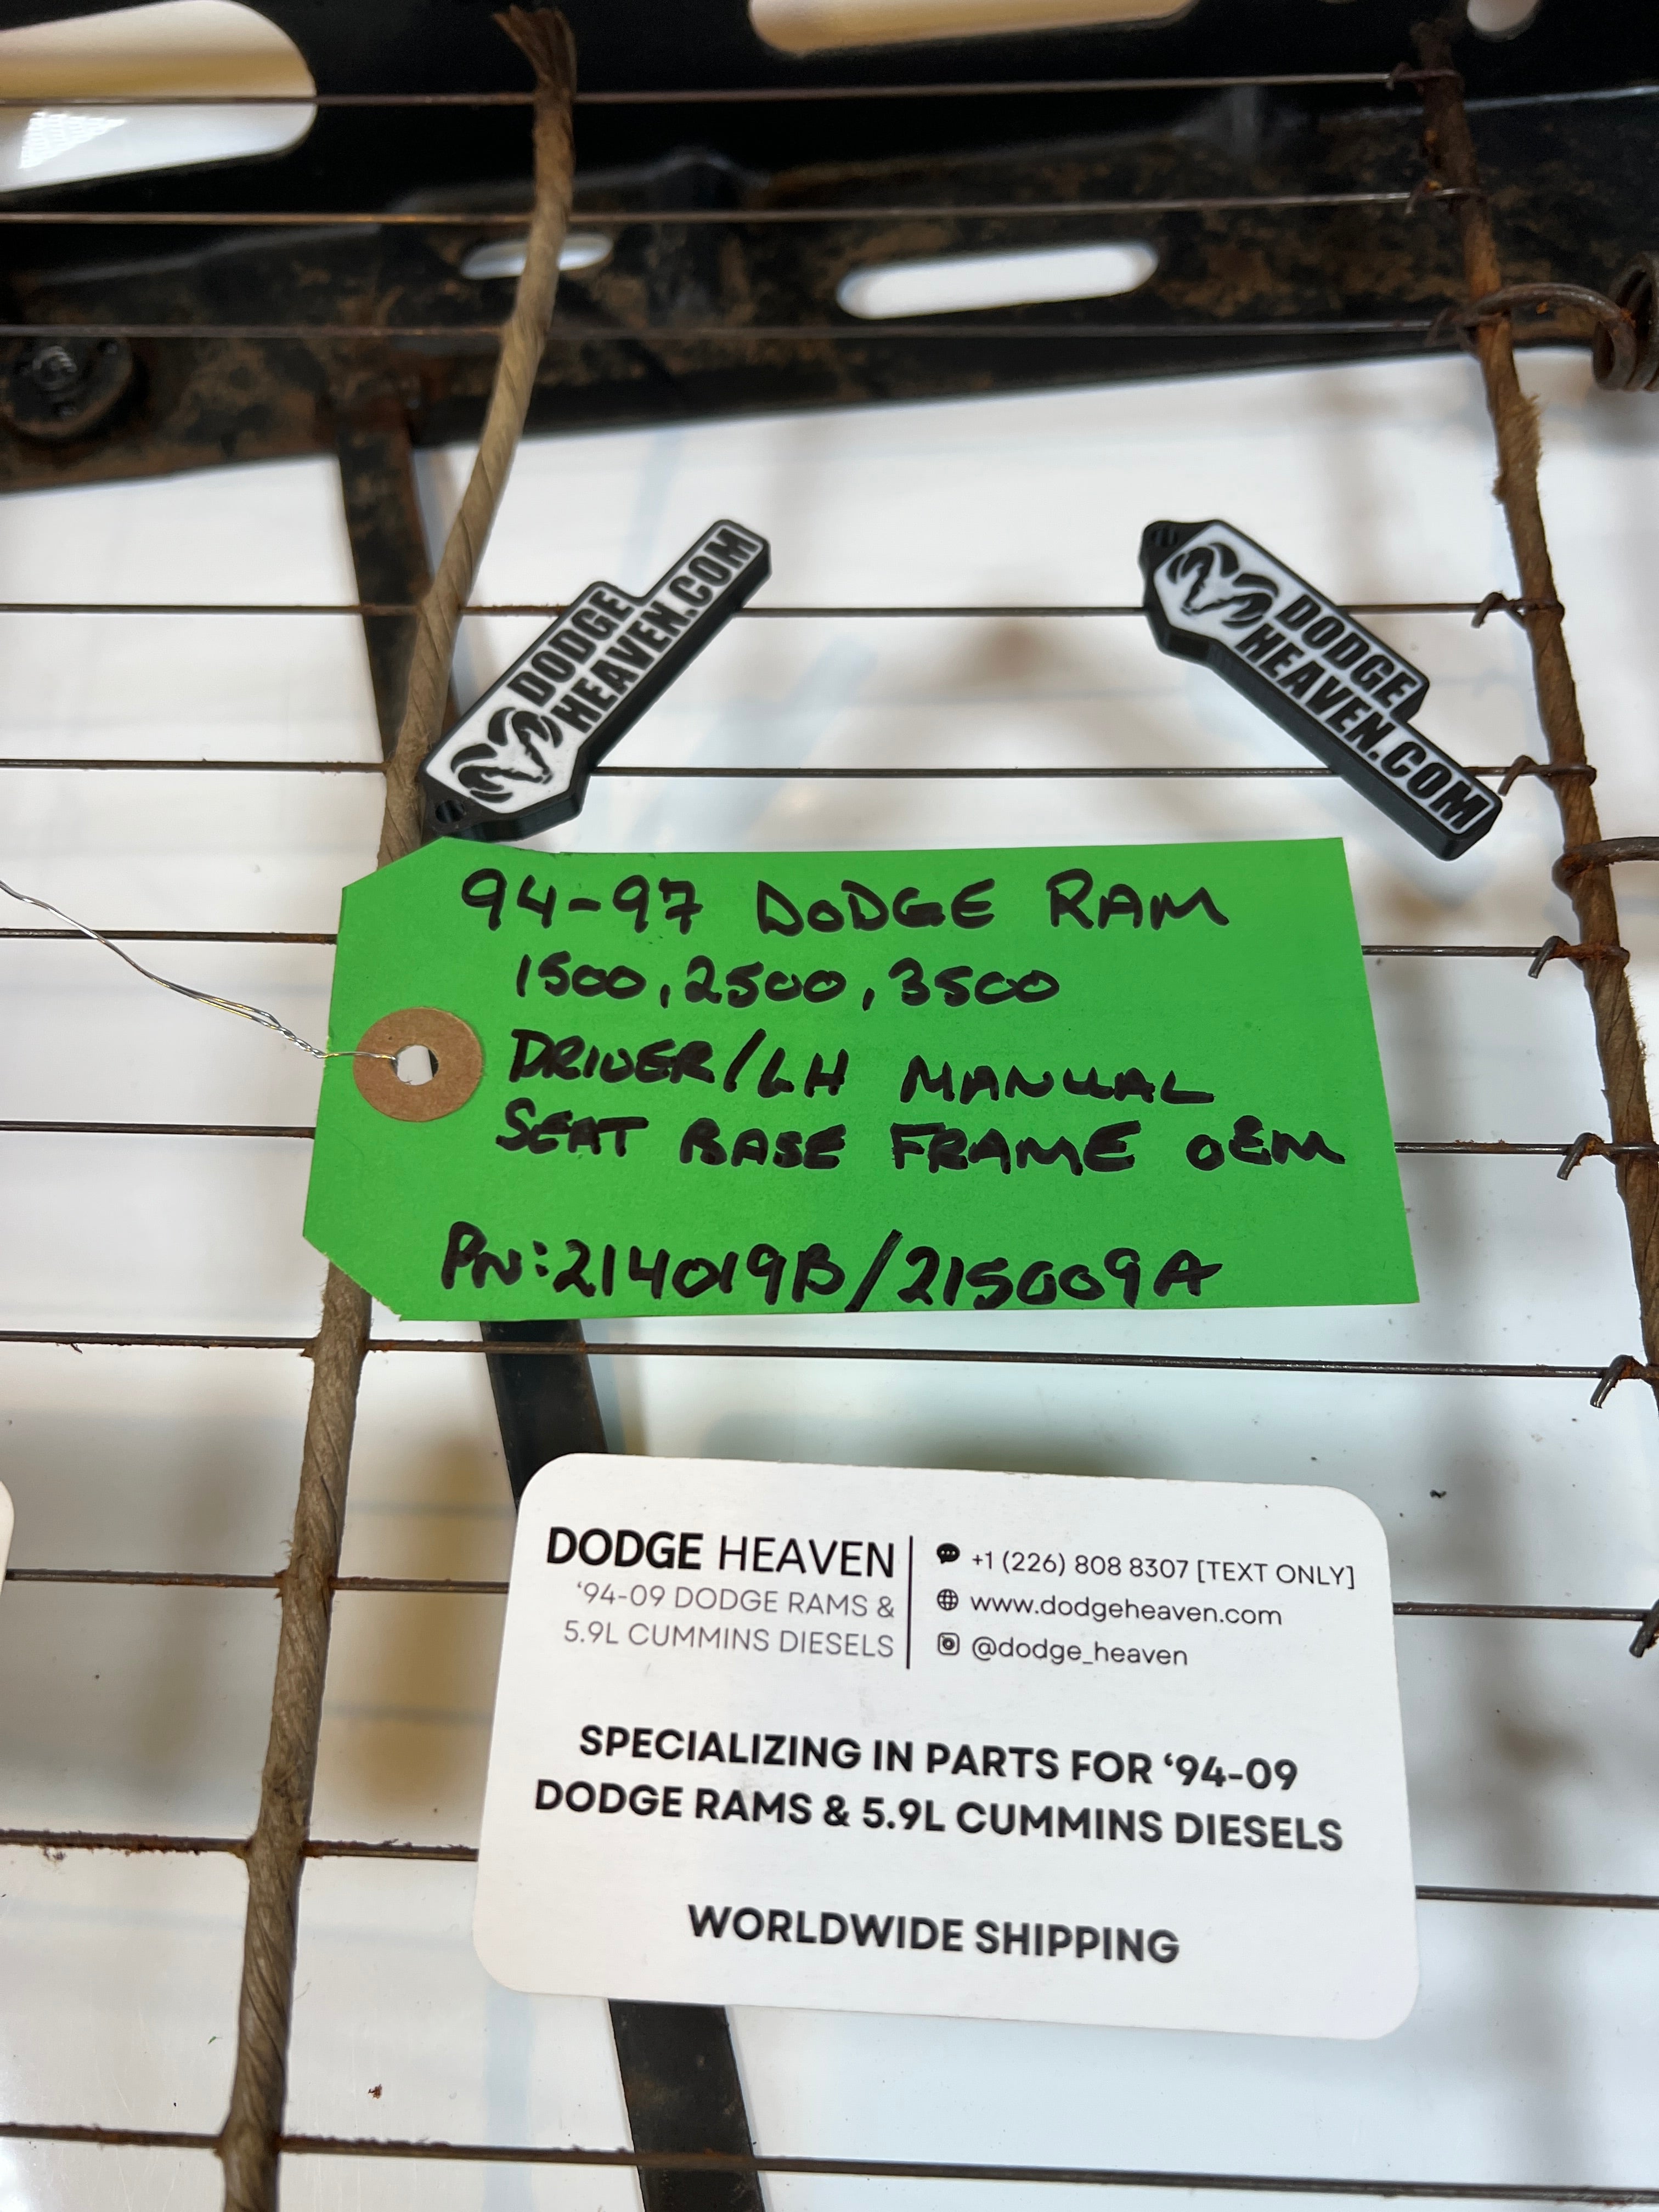 DODGE
HEAVEN.COM
DODGE
HEAVEN.COM
94-97 DODGE RAM
1500, 2500, 3500
DRIVER/LH MANUAL
SEAT BASE FRAME OEM
PN: 214019B/215009A
DODGE HEAVEN
‘94-09 DODGE RAMS &
5.9L CUMMINS DIESELS
+1 (226) 808 8307 [TEXT ONLY]
www.dodgeheaven.com
@dodge_heaven
SPECIALIZING IN PARTS FOR ‘94-09
DODGE RAMS & 5.9L CUMMINS DIESELS
WORLDWIDE SHIPPING